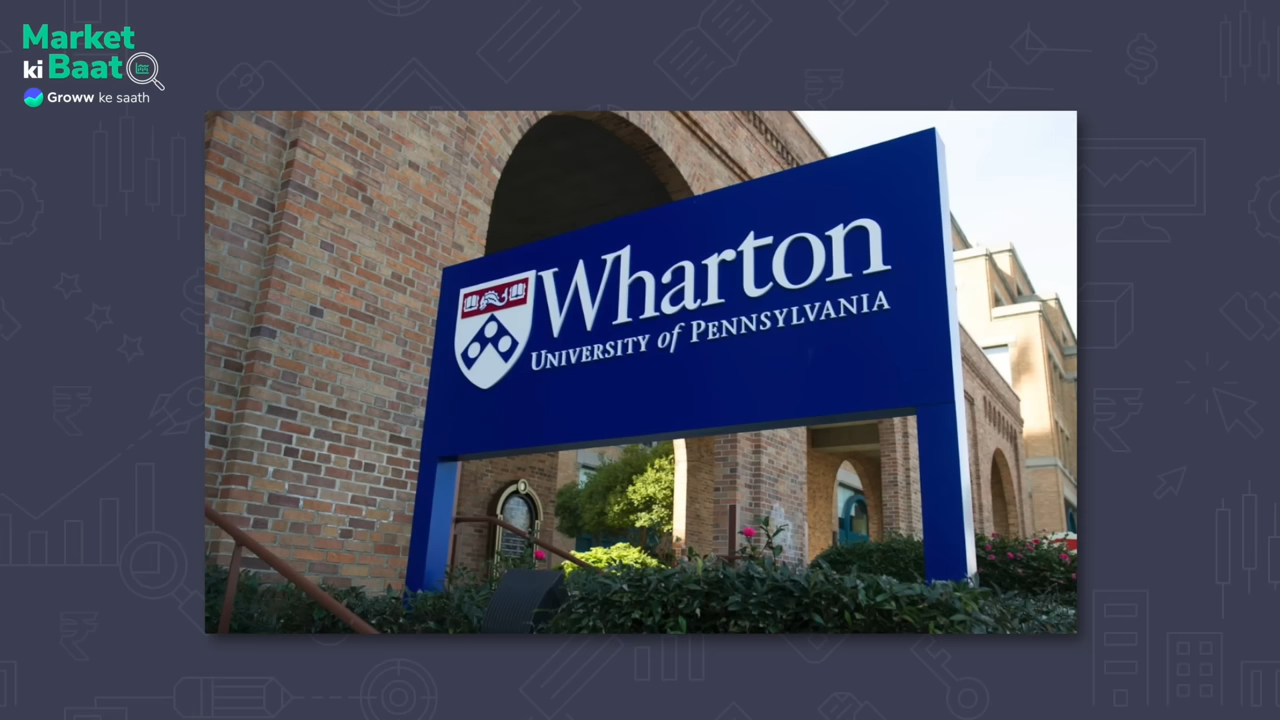 Market
ki Baat
Groww ke saath
Wharton
UNIVERSITY of PENNSYLVANIA